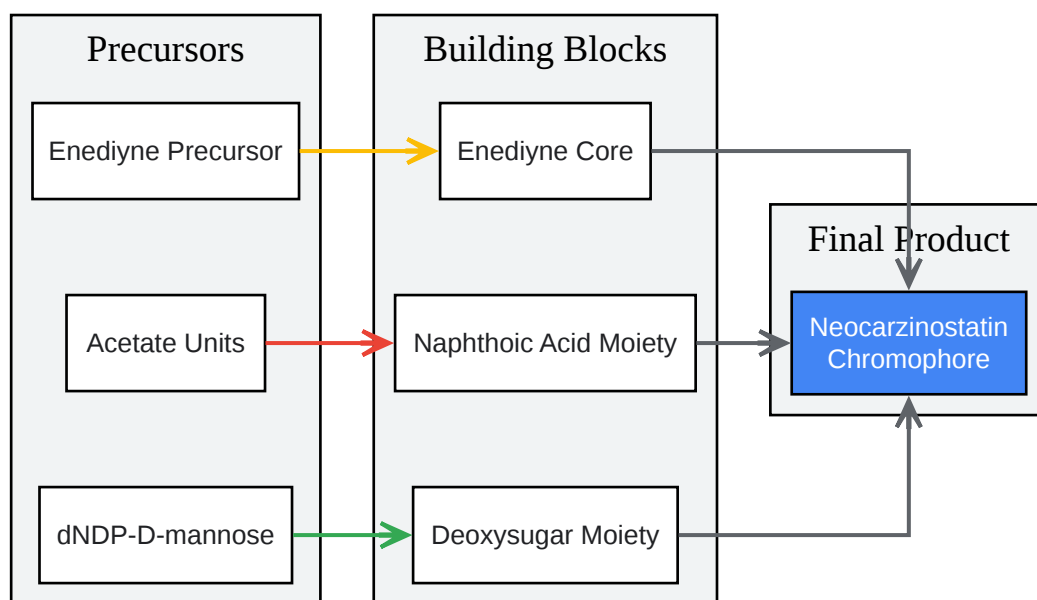 Precursors
Enediyne Precursor
Acetate Units
dNDP-D-mannose
Building Blocks
Enediyne Core
Naphthoic Acid Moiety
Deoxysugar Moiety
Final Product
Neocarzinostatin
Chromophore